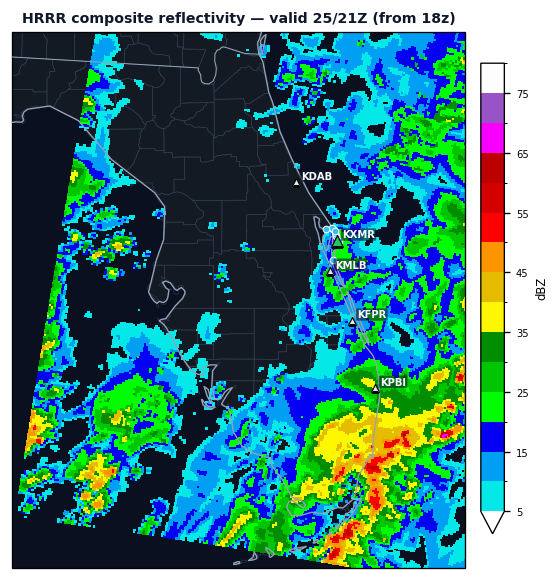 HRRR composite reflectivity — valid 25/21Z (from 18z)
75
65
55
45
35
25
15
5
dBZ
KDAB
KXMR
KMLB
KFPR
KPBI